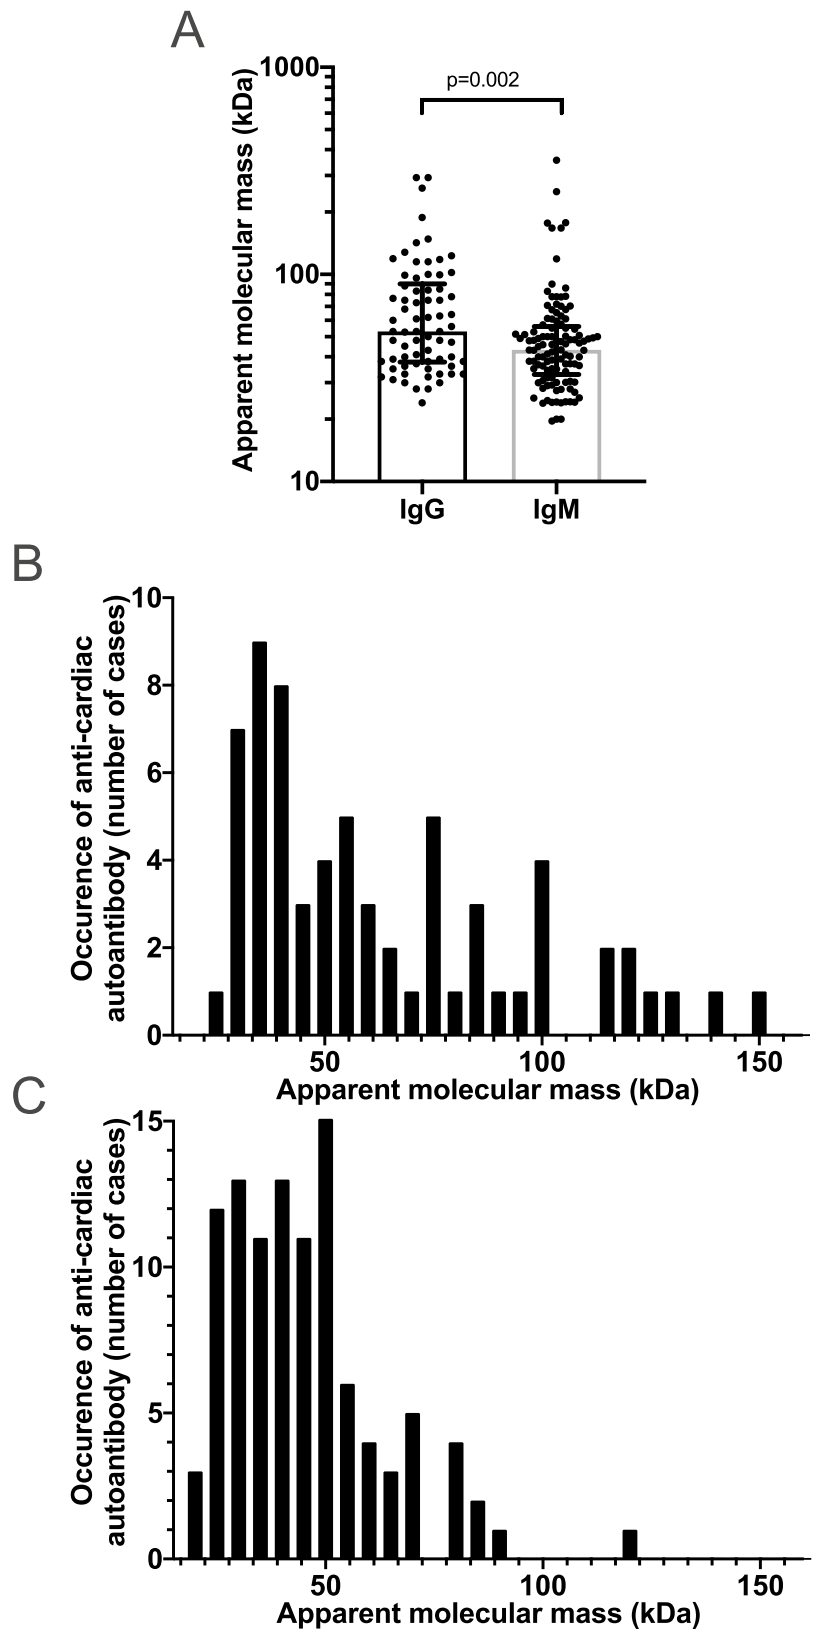 A
p=0.002
1000
100
10
Apparent molecular mass (kDa)
IgG
IgM
B
10
8
6
4
2
0
Occurence of anti-cardiac
autoantibody (number of cases)
50
100
150
Apparent molecular mass (kDa)
C
15
10
5
0
Occurence of anti-cardiac
autoantibody (number of cases)
50
100
150
Apparent molecular mass (kDa)